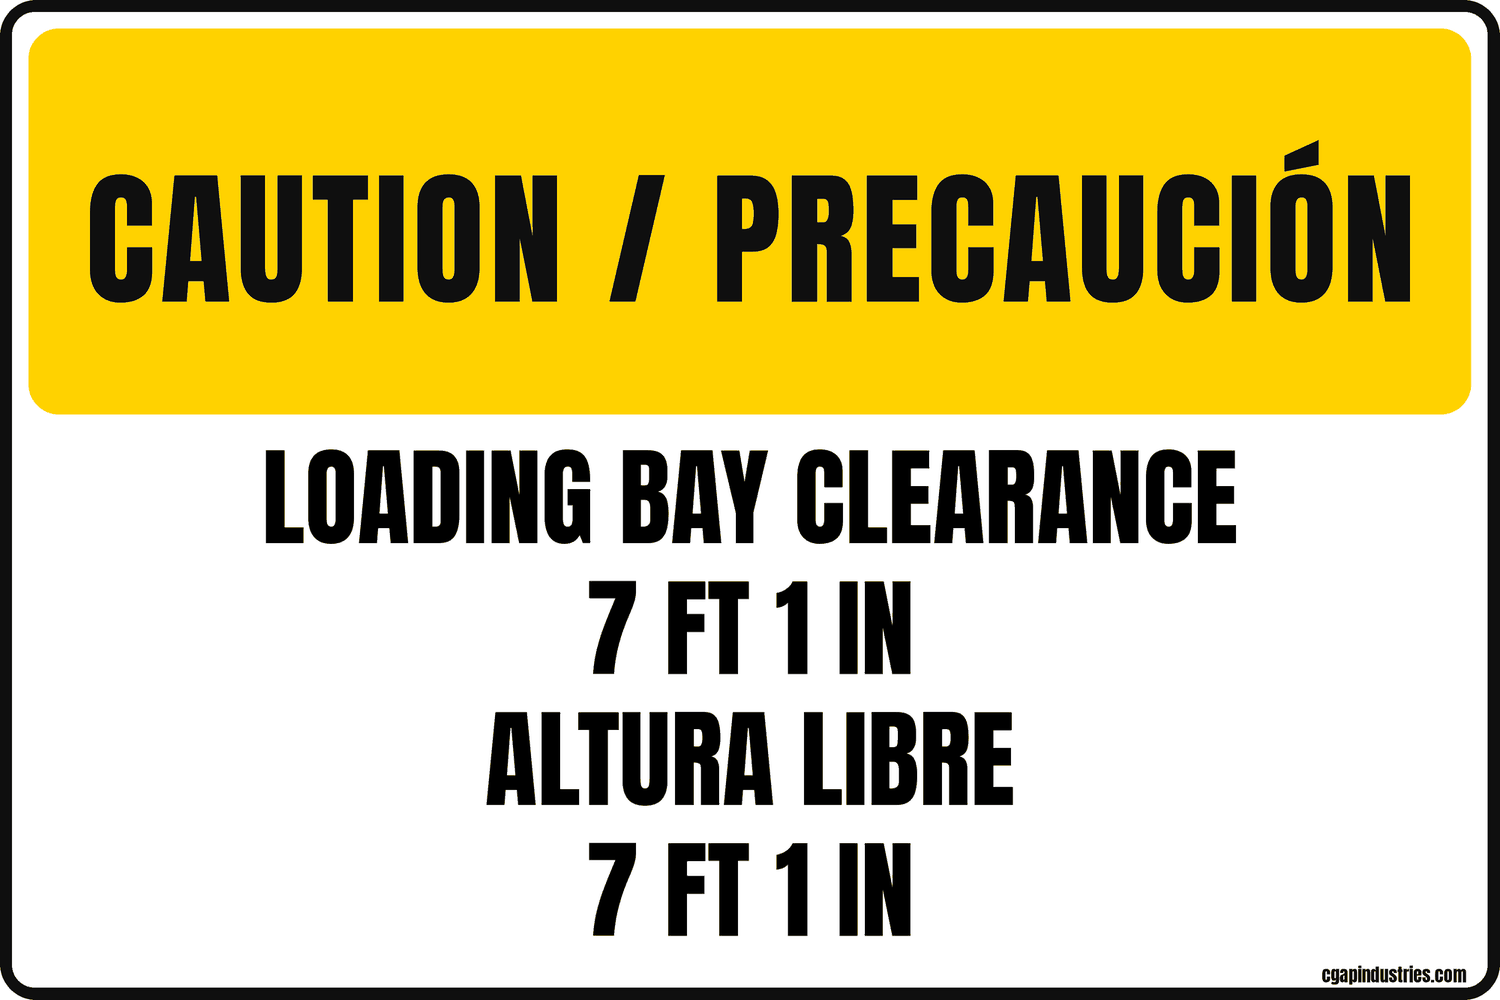 CAUTION / PRECAUCIÓN
LOADING BAY CLEARANCE
7 FT 1 IN
ALTURA LIBRE
7 FT 1 IN
cgapindustries.com